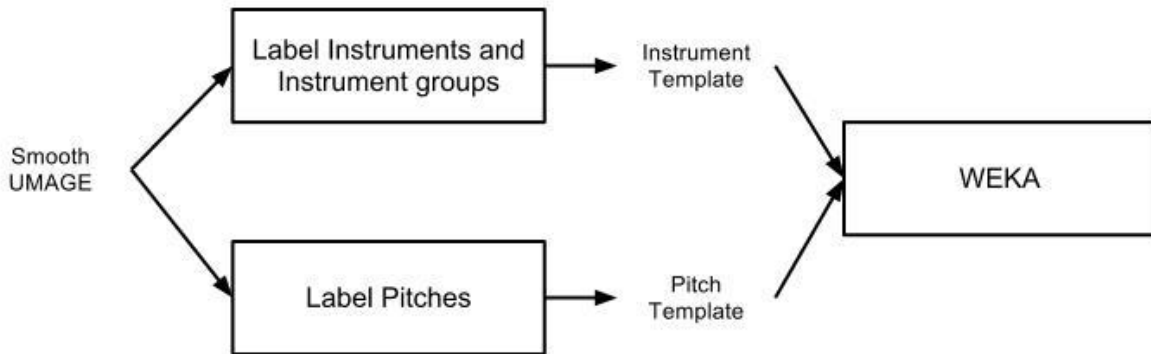 Label Instruments and
Instrument groups
Instrument
Template
Smooth
UMAGE
WEKA
Label Pitches
Pitch
Template